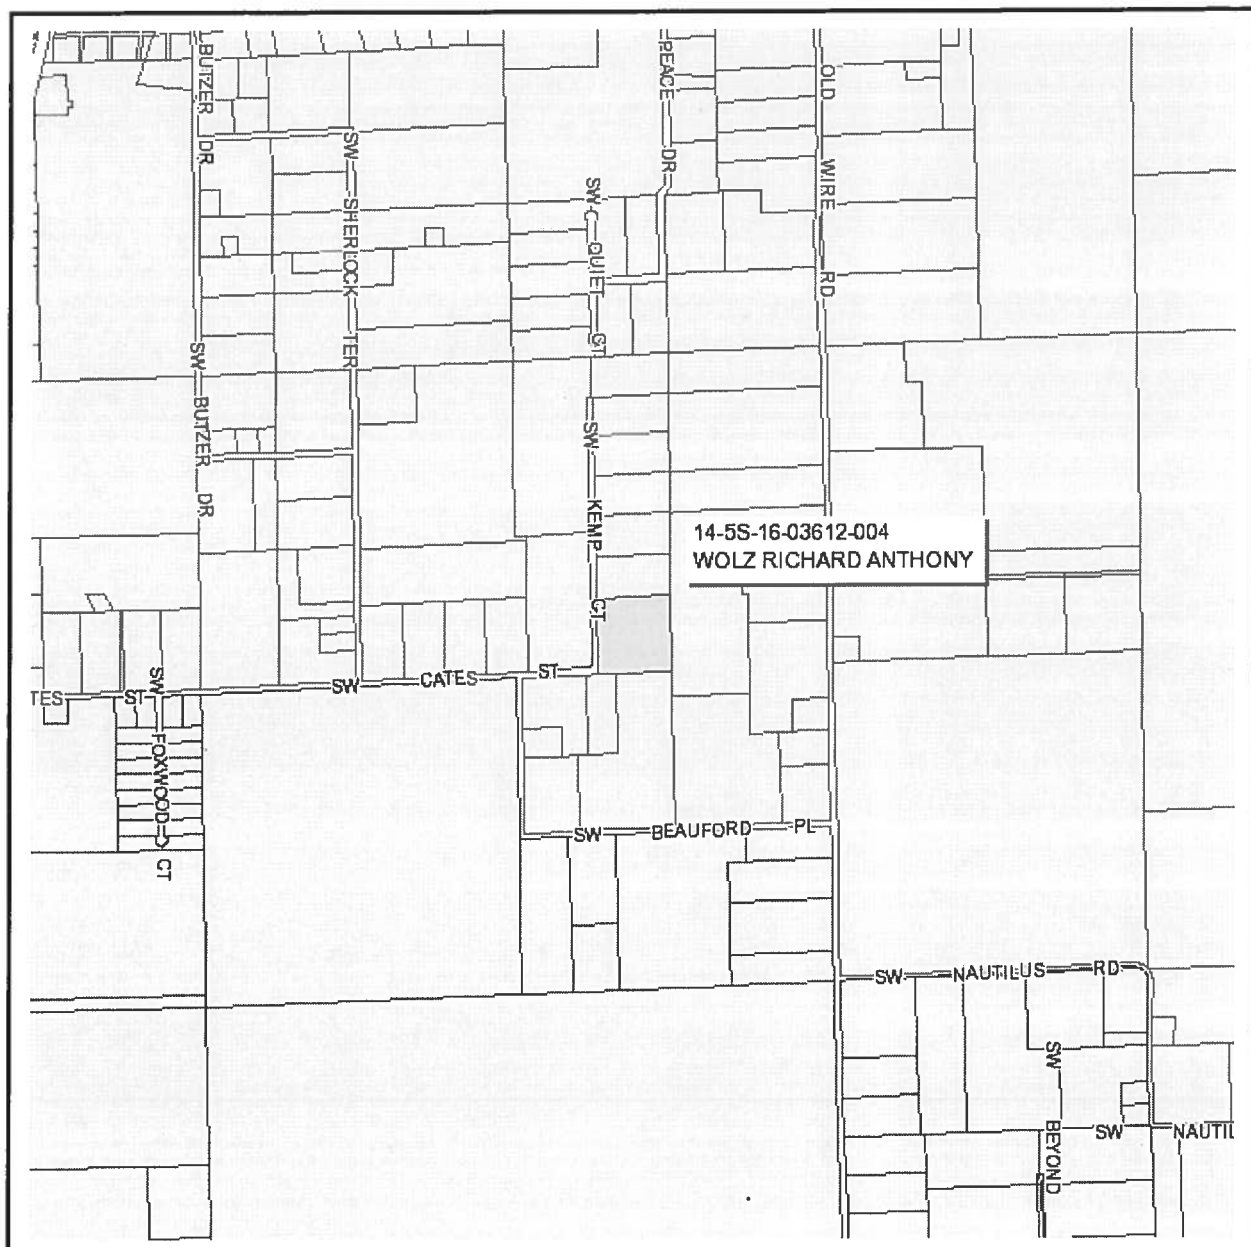 BUTZER DR
PEACE DR
OLD WIRE RD
SW SHERLOCK TER
SW QUIET CT
SW BUTZER DR
SW KEMP CT
14-5S-16-03612-004
WOLZ RICHARD ANTHONY
TES ST
SW CATES ST
SW FOXWOOD CT
SW BEAUFORD PL
SW NAUTILUS RD
SW BEYOND
SW NAUTIL